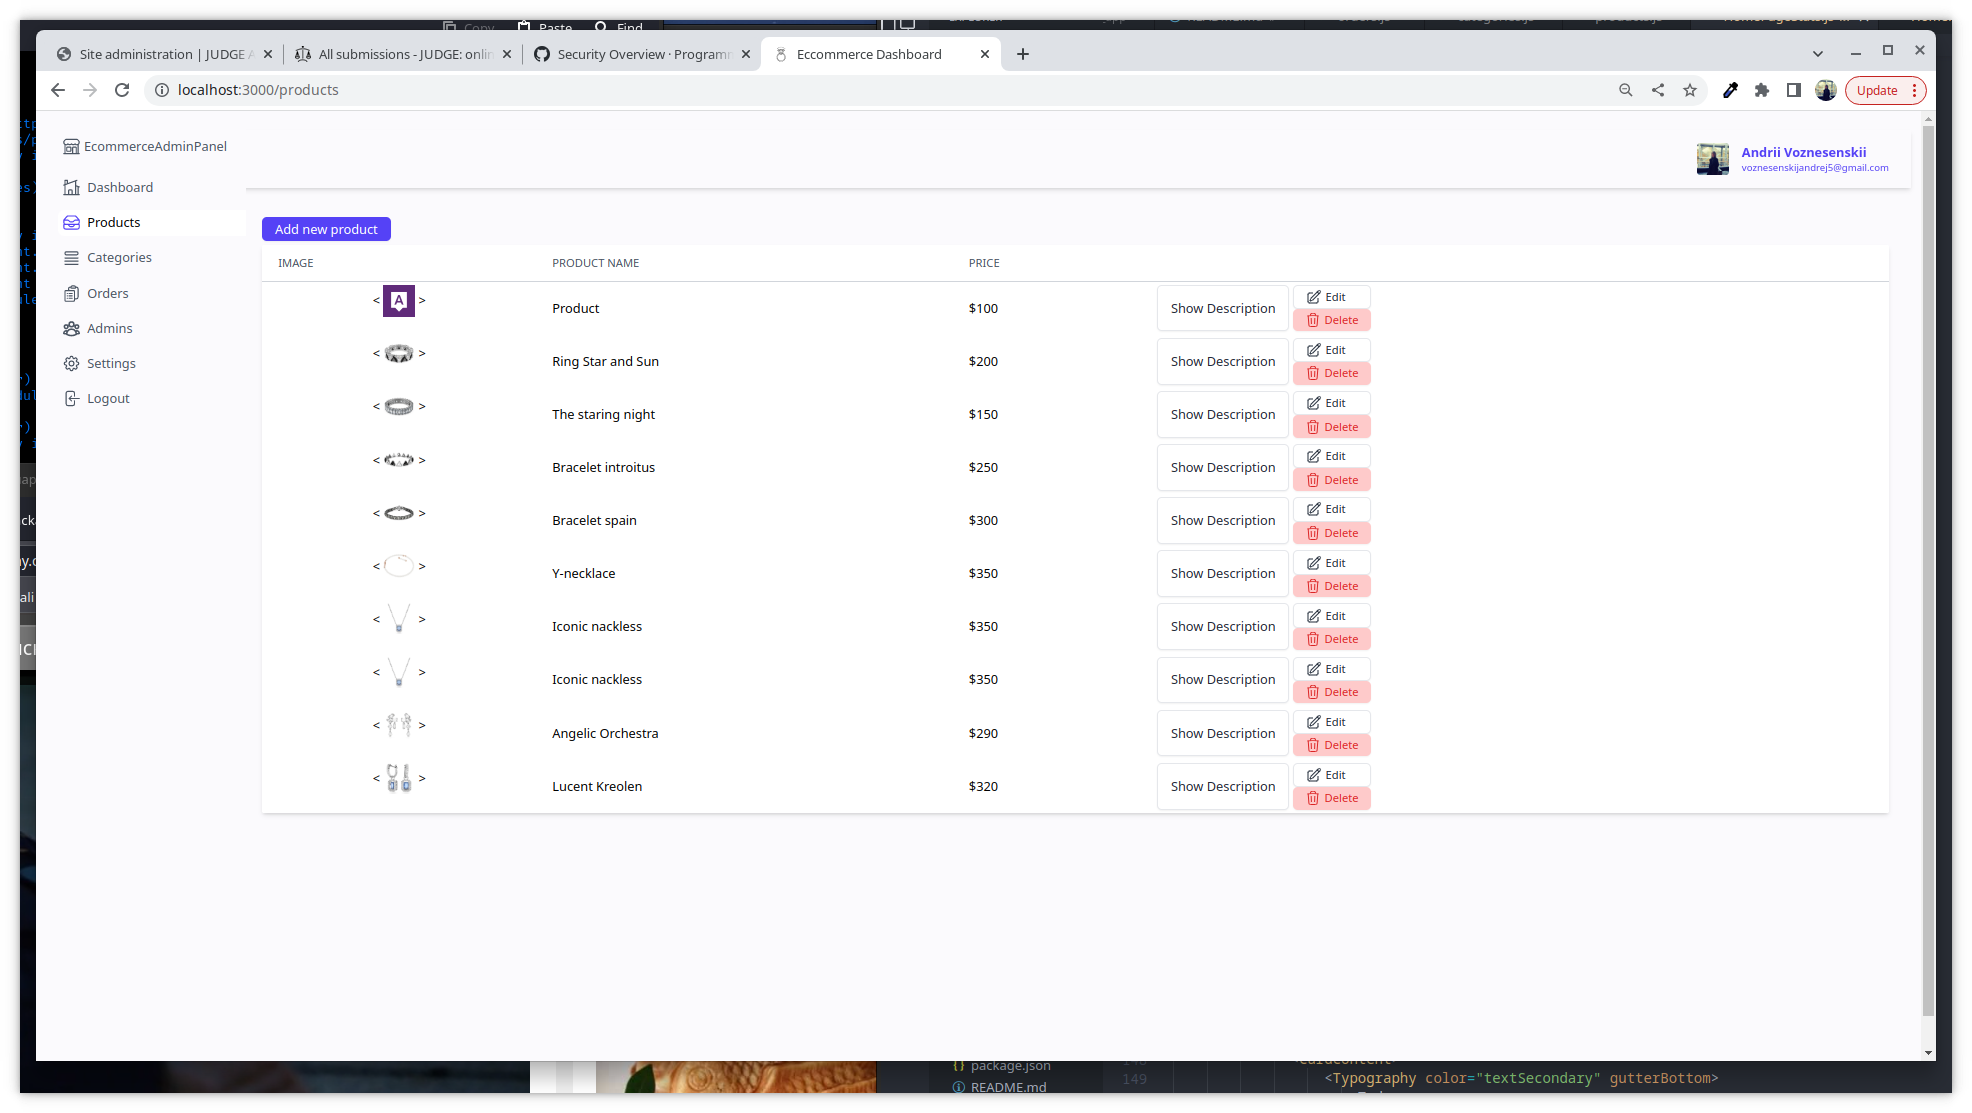 Copy Paste Find
Site administration | JUDGE A
All submissions - JUDGE: onlin
Security Overview · Programm
Eccommerce Dashboard
localhost:3000/products
Update
EcommerceAdminPanel
Andrii Voznesenskii
voznesenskijandrej5@gmail.com
Dashboard
Products
Categories
Orders
Admins
Settings
Logout
Add new product
IMAGE PRODUCT NAME PRICE
< A > Product $100 Show Description Edit Delete
< > Ring Star and Sun $200 Show Description Edit Delete
< > The staring night $150 Show Description Edit Delete
< > Bracelet introitus $250 Show Description Edit Delete
< > Bracelet spain $300 Show Description Edit Delete
< > Y-necklace $350 Show Description Edit Delete
< > Iconic nackless $350 Show Description Edit Delete
< > Iconic nackless $350 Show Description Edit Delete
< > Angelic Orchestra $290 Show Description Edit Delete
< > Lucent Kreolen $320 Show Description Edit Delete
{} package.json
README.md
149 <Typography color="textSecondary" gutterBottom>